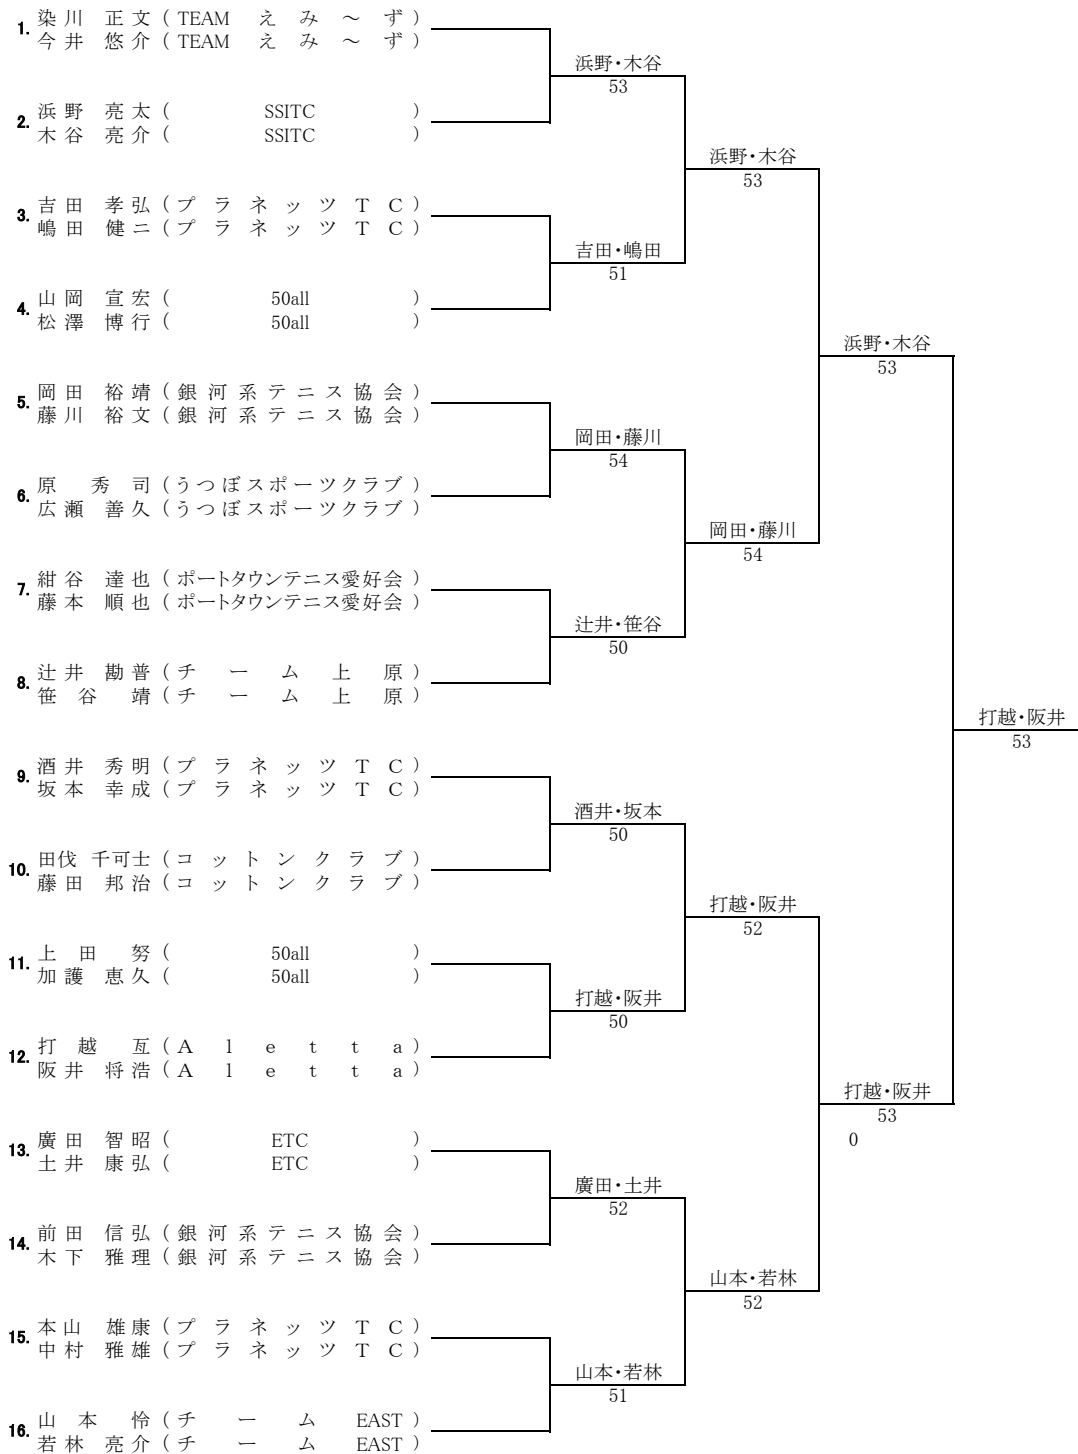 1. 染川 正文 ( TEAM えみ～ず )
今井 悠介 ( TEAM えみ～ず )
浜野・木谷
53
2. 浜野 亮太 ( SSITC )
木谷 亮介 ( SSITC )
浜野・木谷
53
3. 吉田 孝弘 ( プラネッツTC )
嶋田 健二 ( プラネッツTC )
吉田・嶋田
51
4. 山岡 宣宏 ( 50all )
松澤 博行 ( 50all )
浜野・木谷
53
5. 岡田 裕靖 ( 銀河系テニス協会 )
藤川 裕文 ( 銀河系テニス協会 )
岡田・藤川
54
6. 原 秀司 ( うつぼスポーツクラブ )
広瀬 善久 ( うつぼスポーツクラブ )
岡田・藤川
54
7. 紺谷 達也 ( ポートタウンテニス愛好会 )
藤本 順也 ( ポートタウンテニス愛好会 )
辻井・笹谷
50
8. 辻井 勘普 ( チーム上原 )
笹谷 靖 ( チーム上原 )
打越・阪井
53
9. 酒井 秀明 ( プラネッツTC )
坂本 幸成 ( プラネッツTC )
酒井・坂本
50
10. 田伐 千可士 ( コットンクラブ )
藤田 邦治 ( コットンクラブ )
打越・阪井
52
11. 上田 努 ( 50all )
加護 恵久 ( 50all )
打越・阪井
50
12. 打越 亙 ( Aletta )
阪井 将浩 ( Aletta )
打越・阪井
53
0
13. 廣田 智昭 ( ETC )
土井 康弘 ( ETC )
廣田・土井
52
14. 前田 信弘 ( 銀河系テニス協会 )
木下 雅理 ( 銀河系テニス協会 )
山本・若林
52
15. 本山 雄康 ( プラネッツTC )
中村 雅雄 ( プラネッツTC )
山本・若林
51
16. 山本 怜 ( チーム EAST )
若林 亮介 ( チーム EAST )